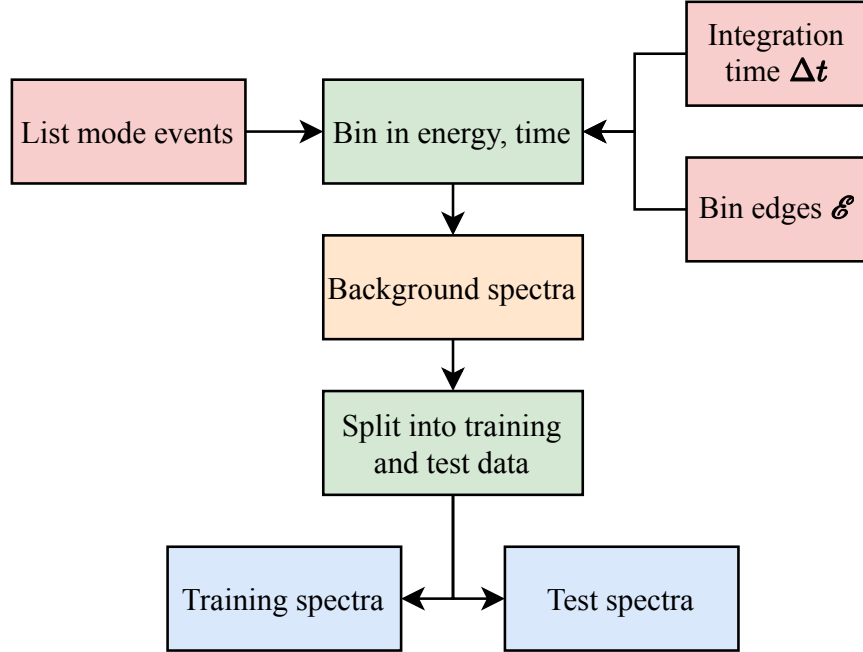 Integration
time Δt
List mode events
Bin in energy, time
Bin edges ℰ
Background spectra
Split into training
and test data
Training spectra
Test spectra